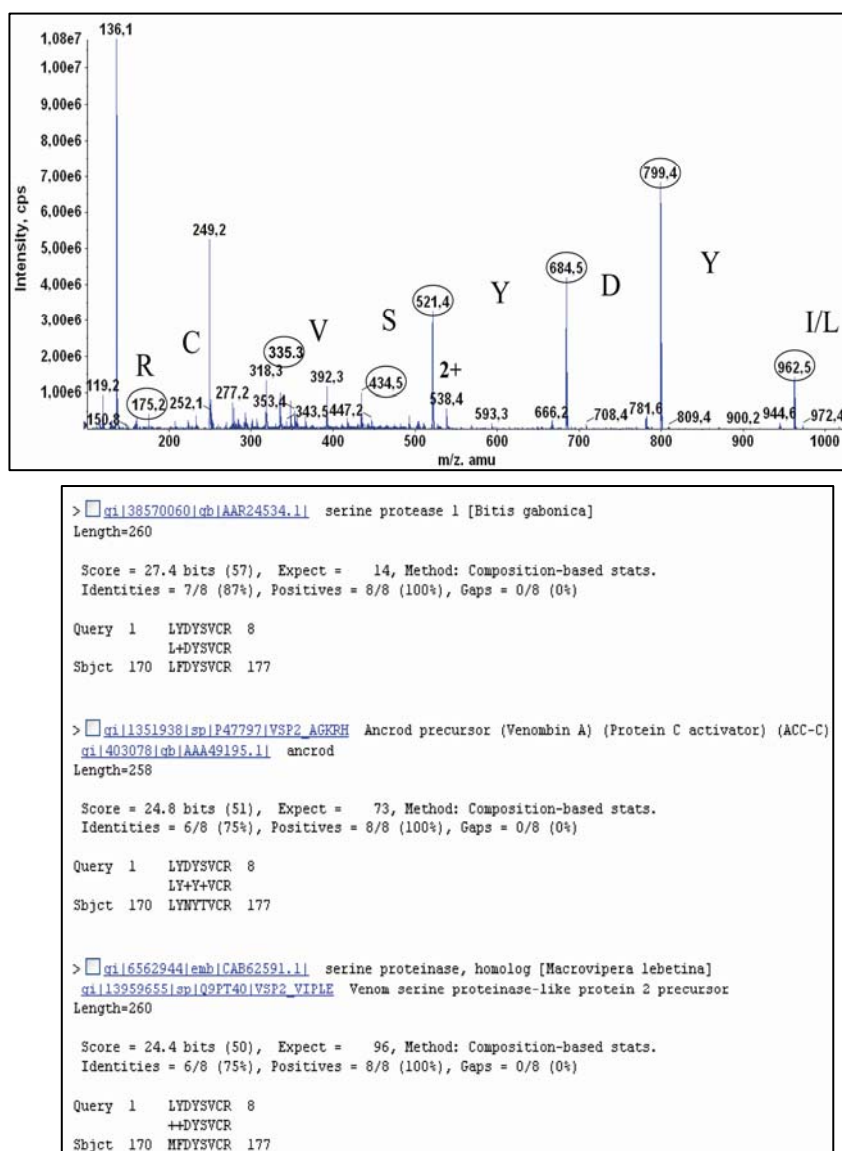 1,08e7
1,0e7
9,00e6
8,00e6
7,00e6
6,00e6
5,00e6
4,00e6
3,00e6
2,00e6
1,00e6
Intensity, cps
136,1
119,2
150,8
R
175,2
C
252,1
249,2
277,2
V
335.3
318,3
353,4
343,5
S
392,3
434,5
447,2
521,4
2+
538,4
Y
593,3
684,5
666,2
D
708,4
799,4
781,6
809,4
Y
900,2
I/L
962,5
944,6
972,4
200 300 400 500 600 700 800 900 1000
m/z. amu
> gi|38570060|gb|AAR24534.1| serine protease 1 [Bitis gabonica]
Length=260
Score = 27.4 bits (57), Expect = 14, Method: Composition-based stats.
Identities = 7/8 (87%), Positives = 8/8 (100%), Gaps = 0/8 (0%)
Query 1 LYDYSVCR 8
L+DYSVCR
Sbjct 170 LFDYSVCR 177
> gi|1351938|sp|P47797|VSP2_AGKRH Ancrod precursor (Venombin A) (Protein C activator) (ACC-C)
gi|403078|gb|AAA49195.1| ancrod
Length=258
Score = 24.8 bits (51), Expect = 73, Method: Composition-based stats.
Identities = 6/8 (75%), Positives = 8/8 (100%), Gaps = 0/8 (0%)
Query 1 LYDYSVCR 8
LY+Y+VCR
Sbjct 170 LYNYTVCR 177
> gi|6562944|emb|CAB62591.1| serine proteinase, homolog [Macrovipera lebetina]
gi|13959655|sp|Q9PT40|VSP2_VIPLE Venom serine proteinase-like protein 2 precursor
Length=260
Score = 24.4 bits (50), Expect = 96, Method: Composition-based stats.
Identities = 6/8 (75%), Positives = 8/8 (100%), Gaps = 0/8 (0%)
Query 1 LYDYSVCR 8
++DYSVCR
Sbjct 170 MFDYSVCR 177